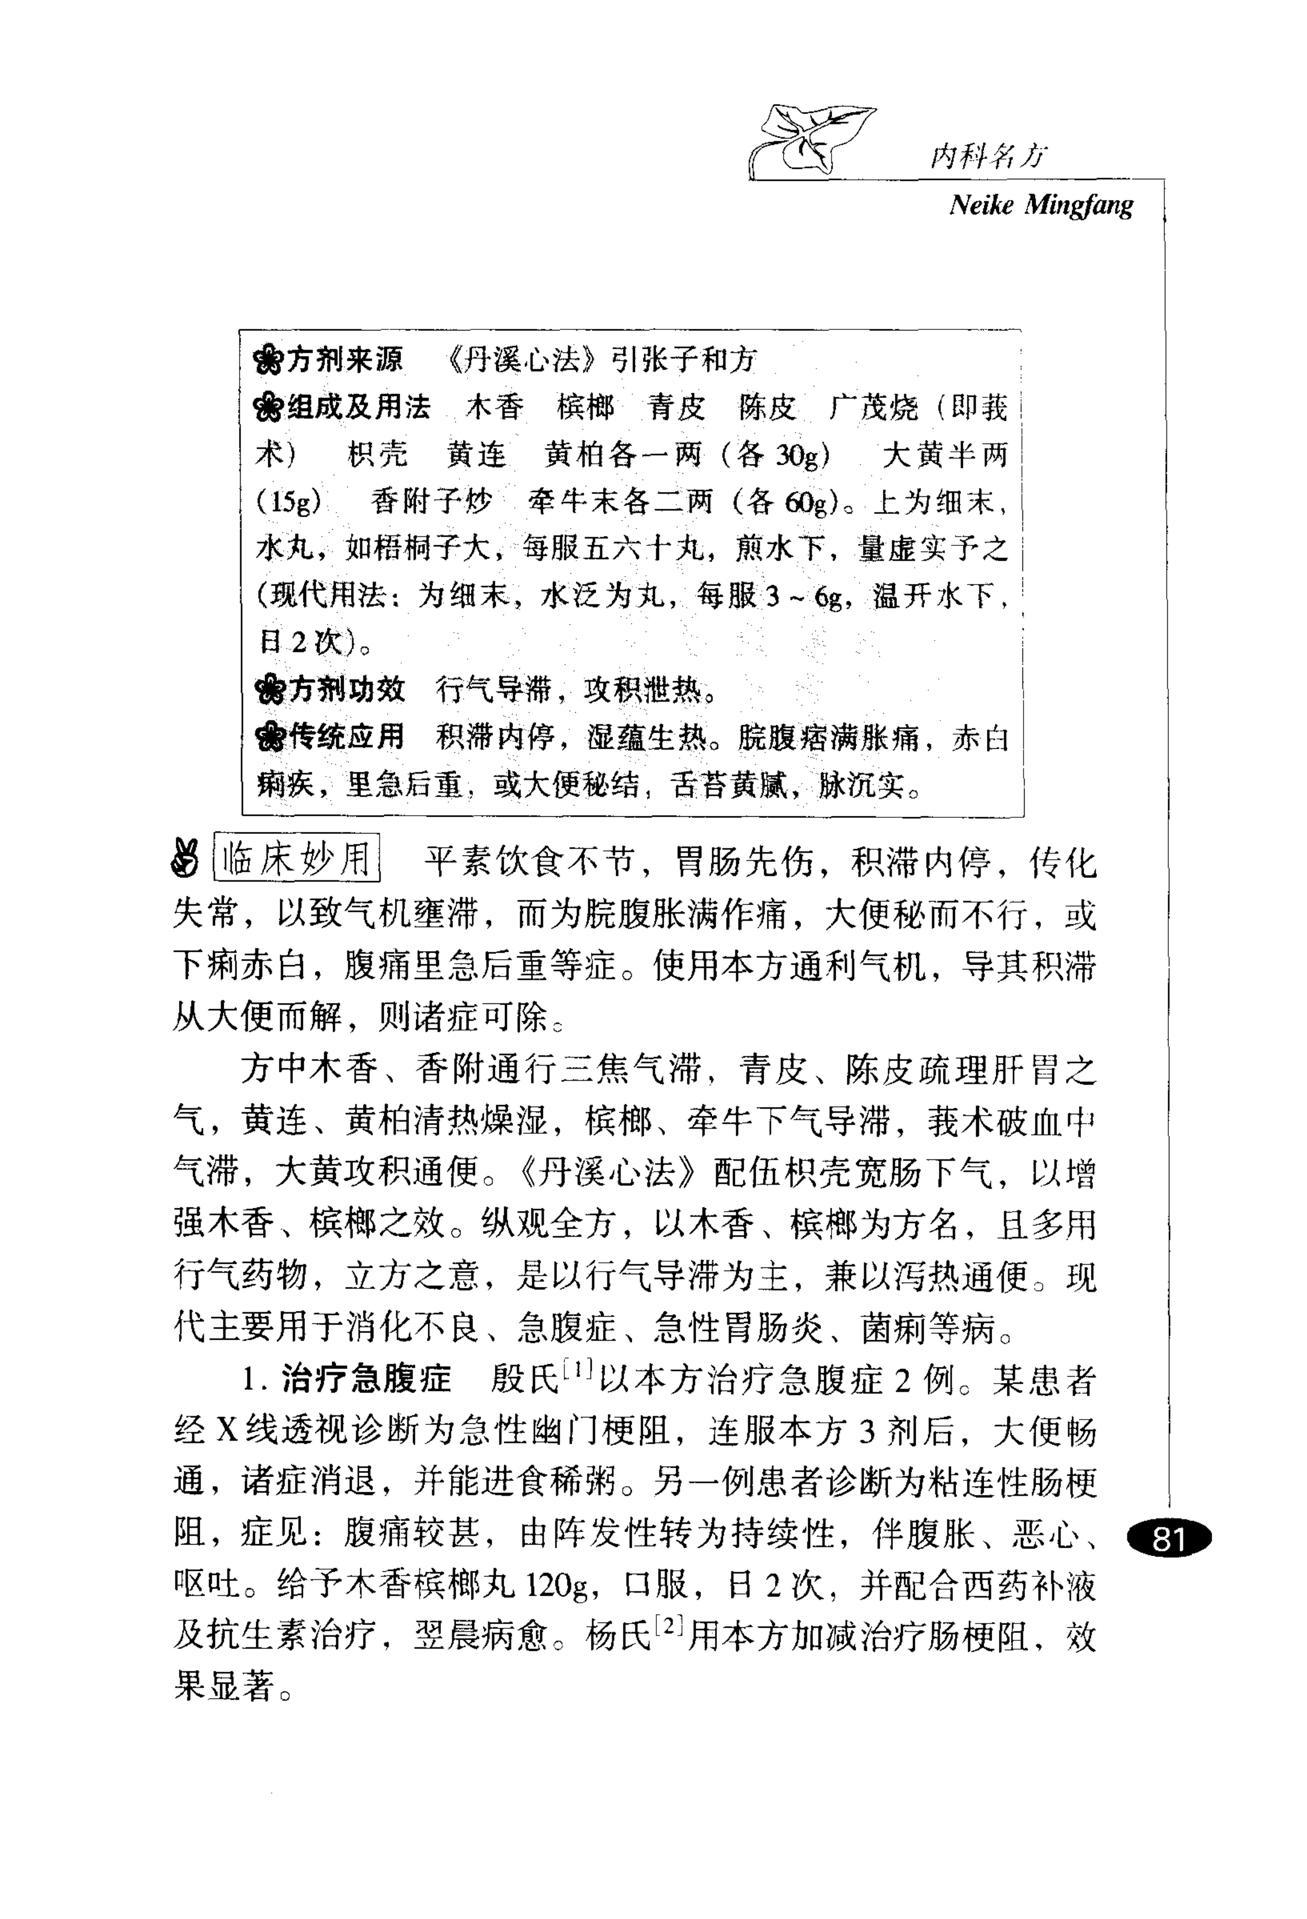 内科名方
Neike Mingfang
方剂来源 《丹溪心法》引张子和方
组成及用法 木香 槟榔 青皮 陈皮 广茂烧（即莪
术） 枳壳 黄连 黄柏各一两（各 30g） 大黄半两
(15g) 香附子炒 牵牛末各二两（各 60g）。上为细末，
水丸，如梧桐子大，每服五六十丸，煎水下，量虚实予之
(现代用法：为细末，水泛为丸，每服 3 ~ 6g，温开水下，
日 2 次)。
方剂功效 行气导滞，攻积泄热。
传统应用 积滞内停，湿蕴生热。脘腹痞满胀痛，赤白
痢疾，里急后重，或大便秘结，舌苔黄腻，脉沉实。
临床妙用 平素饮食不节，胃肠先伤，积滞内停，传化
失常，以致气机壅滞，而为脘腹胀满作痛，大便秘而不行，或
下痢赤白，腹痛里急后重等症。使用本方通利气机，导其积滞
从大便而解，则诸症可除。
方中木香、香附通行三焦气滞，青皮、陈皮疏理肝胃之
气，黄连、黄柏清热燥湿，槟榔、牵牛下气导滞，莪术破血中
气滞，大黄攻积通便。《丹溪心法》配伍枳壳宽肠下气，以增
强木香、槟榔之效。纵观全方，以木香、槟榔为方名，且多用
行气药物，立方之意，是以行气导滞为主，兼以泻热通便。现
代主要用于消化不良、急腹症、急性胃肠炎、菌痢等病。
1. 治疗急腹症 殷氏[1]以本方治疗急腹症 2 例。某患者
经 X 线透视诊断为急性幽门梗阻，连服本方 3 剂后，大便畅
通，诸症消退，并能进食稀粥。另一例患者诊断为粘连性肠梗
阻，症见：腹痛较甚，由阵发性转为持续性，伴腹胀、恶心、
呕吐。给予木香槟榔丸 120g，口服，日 2 次，并配合西药补液
及抗生素治疗，翌晨病愈。杨氏[2]用本方加减治疗肠梗阻，效
果显著。
81